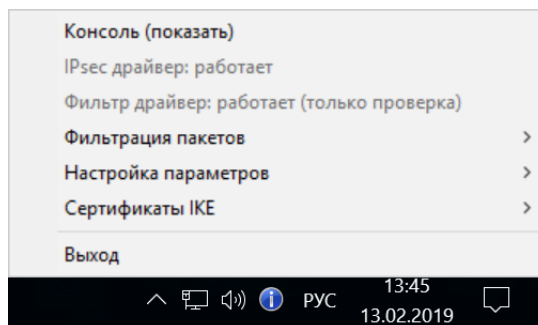 Консоль (показать)
IPsec драйвер: работает
Фильтр драйвер: работает (только проверка)
Фильтрация пакетов
Настройка параметров
Сертификаты IKE
Выход
РУС
13:45
13.02.2019